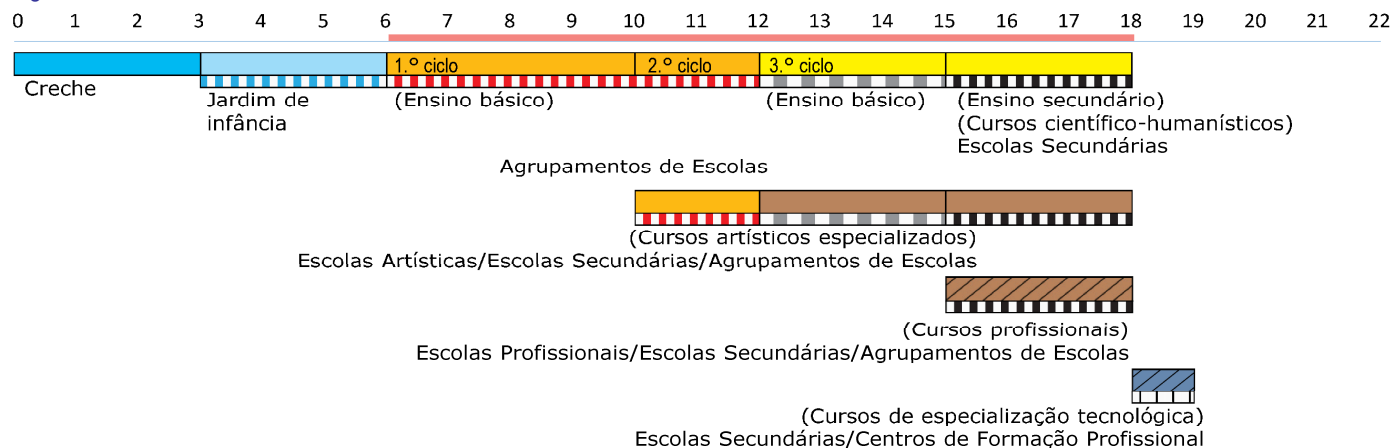 0 1 2 3 4 5 6 7 8 9 10 11 12 13 14 15 16 17 18 19 20 21 22
1.º ciclo 2.º ciclo 3.º ciclo
Creche
Jardim de
infância
(Ensino básico)
(Ensino básico)
(Ensino secundário)
(Cursos científico-humanísticos)
Escolas Secundárias
Agrupamentos de Escolas
(Cursos artísticos especializados)
Escolas Artísticas/Escolas Secundárias/Agrupamentos de Escolas
(Cursos profissionais)
Escolas Profissionais/Escolas Secundárias/Agrupamentos de Escolas
(Cursos de especialização tecnológica)
Escolas Secundárias/Centros de Formação Profissional